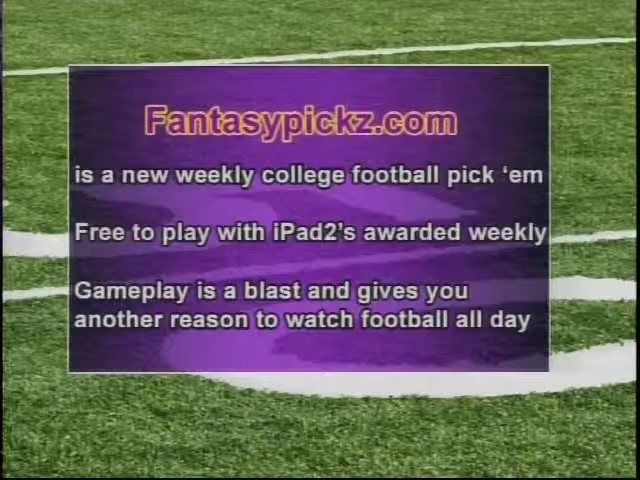 Fantasypickz.com
is a new weekly college football pick ‘em
Free to play with iPad2’s awarded weekly
Gameplay is a blast and gives you
another reason to watch football all day